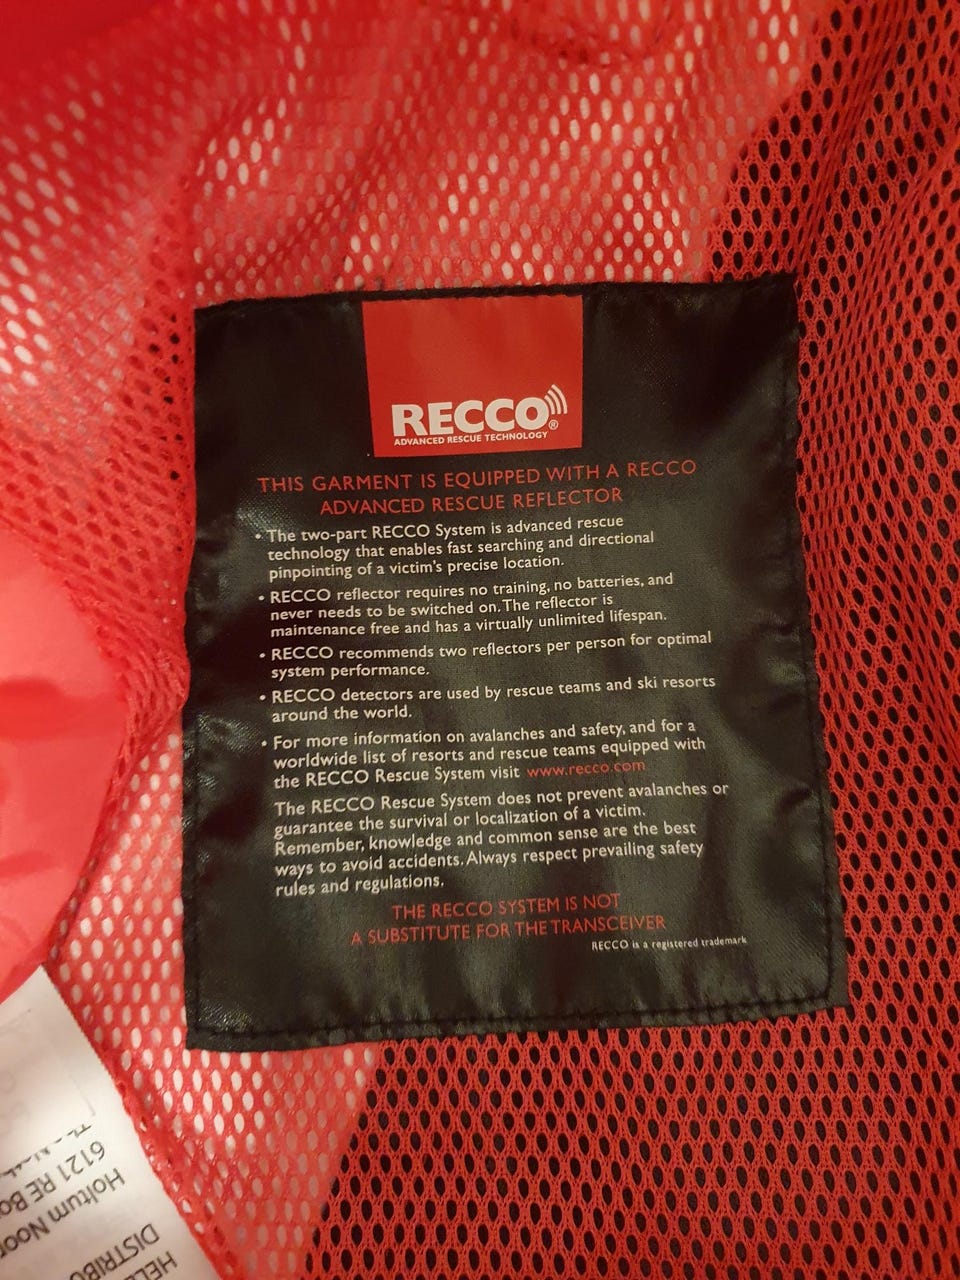 RECCO®
ADVANCED RESCUE TECHNOLOGY
THIS GARMENT IS EQUIPPED WITH A RECCO
ADVANCED RESCUE REFLECTOR
• The two-part RECCO System is advanced rescue
technology that enables fast searching and directional
pinpointing of a victim's precise location.
• RECCO reflector requires no training, no batteries, and
never needs to be switched on. The reflector is
maintenance free and has a virtually unlimited lifespan.
• RECCO recommends two reflectors per person for optimal
system performance.
• RECCO detectors are used by rescue teams and ski resorts
around the world.
• For more information on avalanches and safety, and for a
worldwide list of resorts and rescue teams equipped with
the RECCO Rescue System visit www.recco.com
The RECCO Rescue System does not prevent avalanches or
guarantee the survival or localization of a victim.
Remember, knowledge and common sense are the best
ways to avoid accidents. Always respect prevailing safety
rules and regulations.
THE RECCO SYSTEM IS NOT
A SUBSTITUTE FOR THE TRANSCEIVER
RECCO is a registered trademark
Holtum
6121 RE